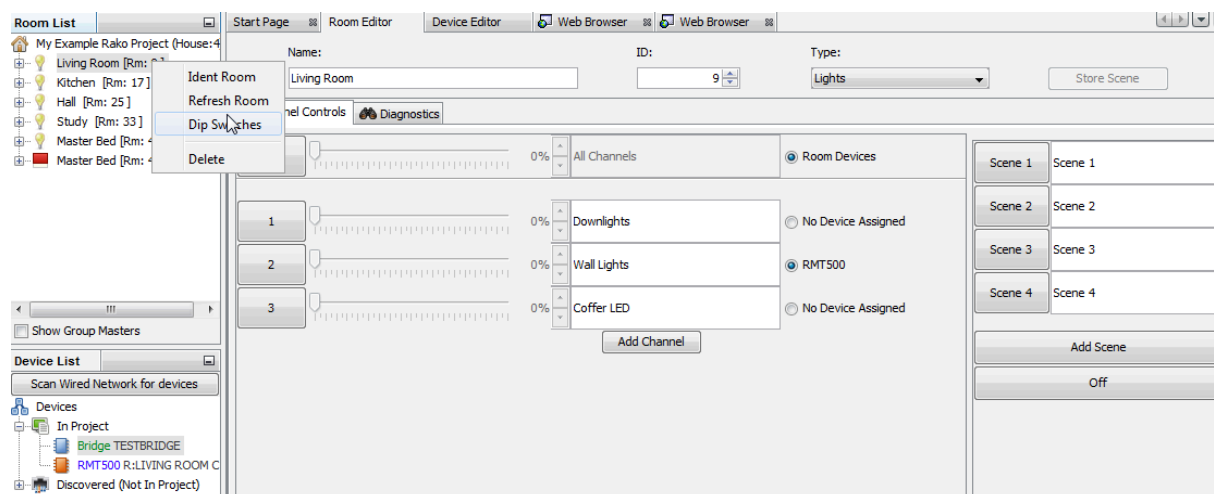 Room List
Start Page
Room Editor
Device Editor
Web Browser
Web Browser
My Example Rako Project (House:4
Living Room [Rm:
Kitchen [Rm: 17]
Hall [Rm: 25]
Study [Rm: 33]
Master Bed [Rm: 4
Master Bed [Rm: 4
Ident Room
Refresh Room
Dip Switches
Delete
Name:
ID:
Type:
Living Room
9
Lights
Store Scene
nel Controls
Diagnostics
0%
All Channels
Room Devices
1
0%
Downlights
No Device Assigned
2
0%
Wall Lights
RMT500
3
0%
Coffer LED
No Device Assigned
Add Channel
Scene 1
Scene 1
Scene 2
Scene 2
Scene 3
Scene 3
Scene 4
Scene 4
Add Scene
Off
Show Group Masters
Device List
Scan Wired Network for devices
Devices
In Project
Bridge TESTBRIDGE
RMT500 R:LIVING ROOM C
Discovered (Not In Project)